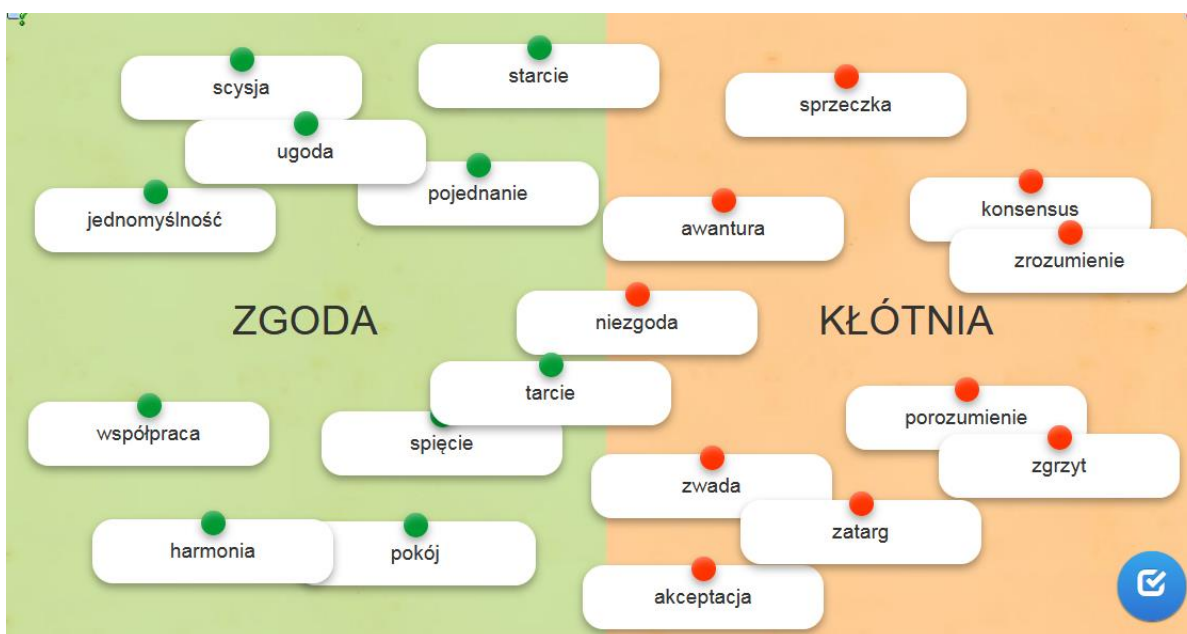 starcie
scysja
sprzeczka
ugoda
pojednanie
konsensus
jednomyślność
awantura
zrozumienie
ZGODA
niezgoda
KŁÓTNIA
tarcie
porozumienie
współpraca
spięcie
zgrzyt
zwada
zatarg
harmonia
pokój
akceptacja